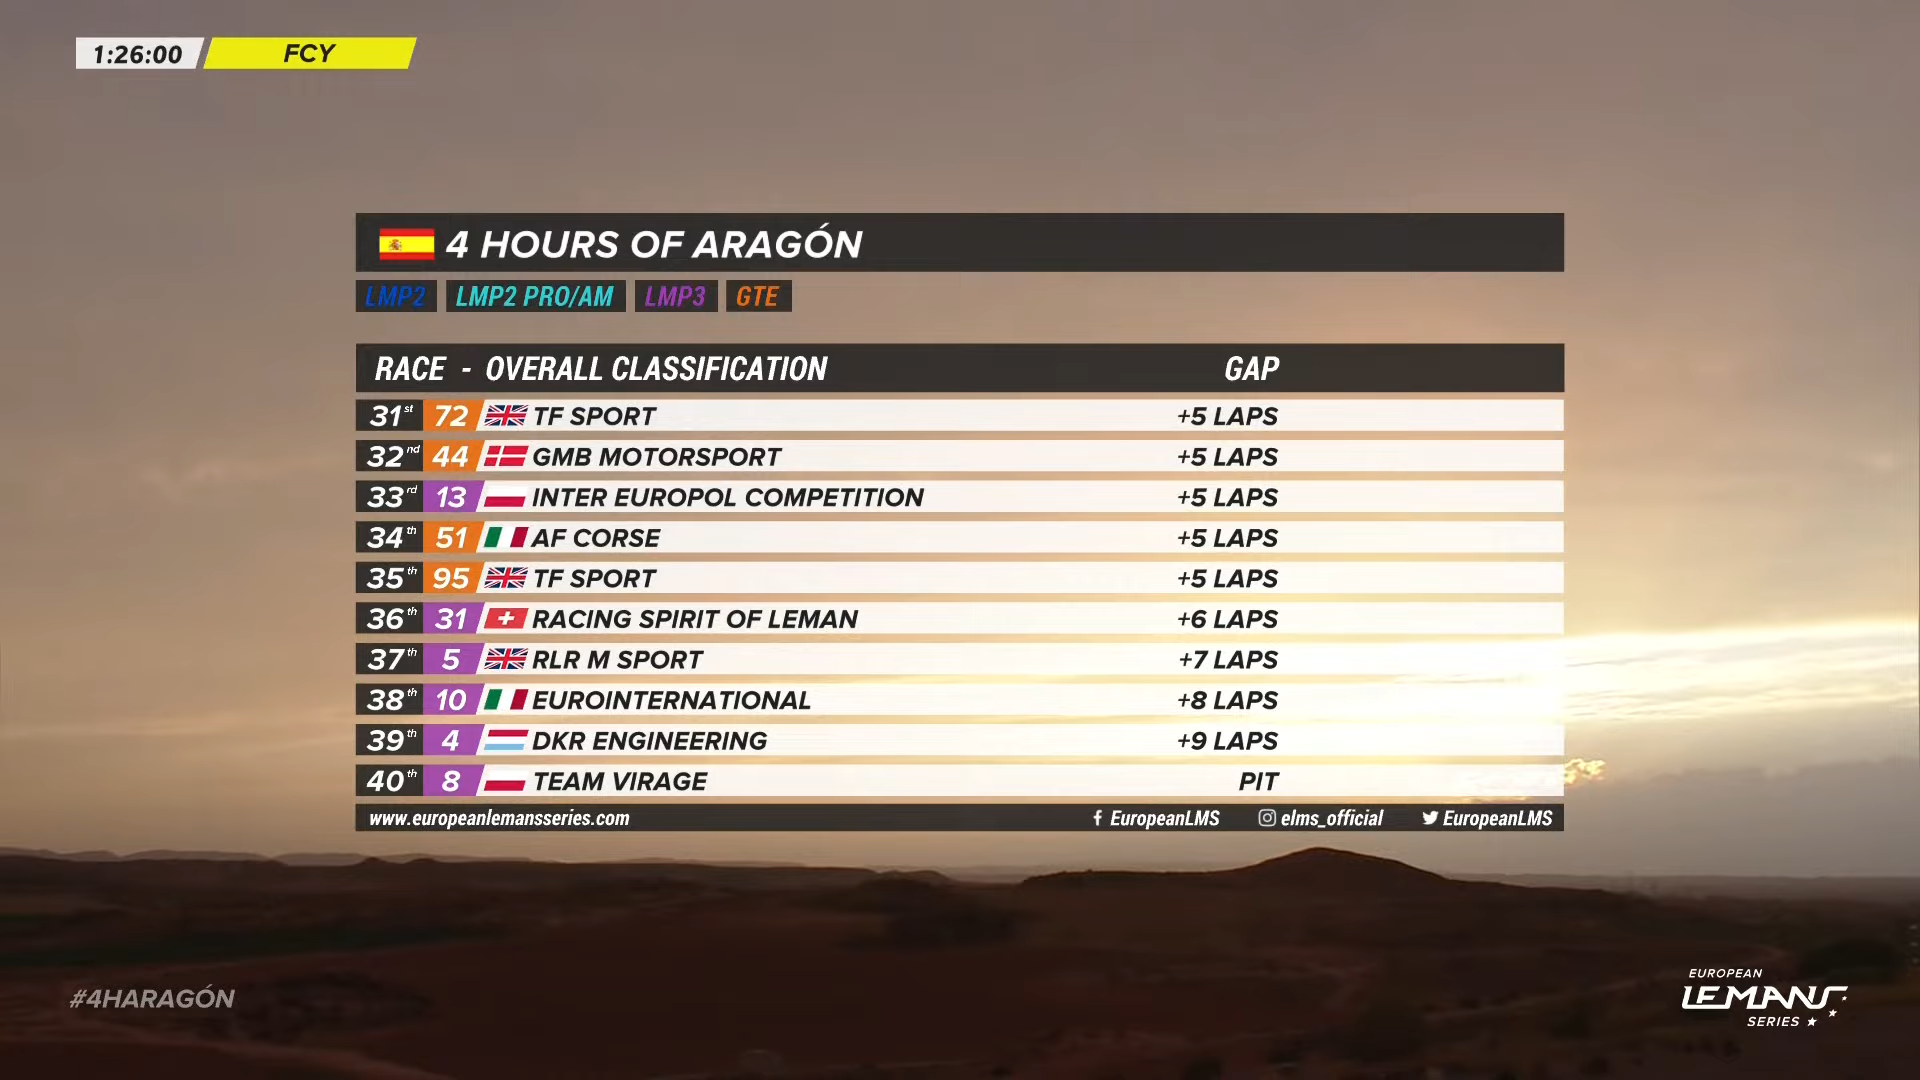 1:26:00 FCY
4 HOURS OF ARAGÓN
LMP2 LMP2 PRO/AM LMP3 GTE
RACE - OVERALL CLASSIFICATION GAP
31st 72 TF SPORT +5 LAPS
32nd 44 GMB MOTORSPORT +5 LAPS
33rd 13 INTER EUROPOL COMPETITION +5 LAPS
34th 51 AF CORSE +5 LAPS
35th 95 TF SPORT +5 LAPS
36th 31 RACING SPIRIT OF LEMAN +6 LAPS
37th 5 RLR M SPORT +7 LAPS
38th 10 EUROINTERNATIONAL +8 LAPS
39th 4 DKR ENGINEERING +9 LAPS
40th 8 TEAM VIRAGE PIT
www.europeanlemansseries.com EuropeanLMS elms_official EuropeanLMS
#4HARAGÓN
EUROPEAN
LE MANS
SERIES